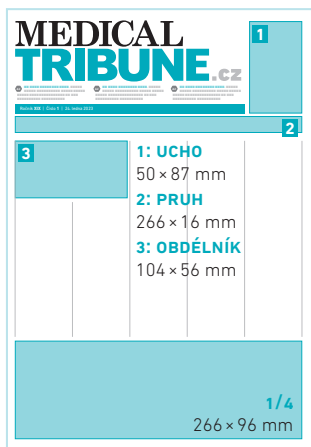 MEDICAL
TRIBUNE.cz
1
2
3
1: UCHO
50 × 87 mm
2: PRUH
266 × 16 mm
3: OBDÉLNÍK
104 × 56 mm
1/4
266 × 96 mm